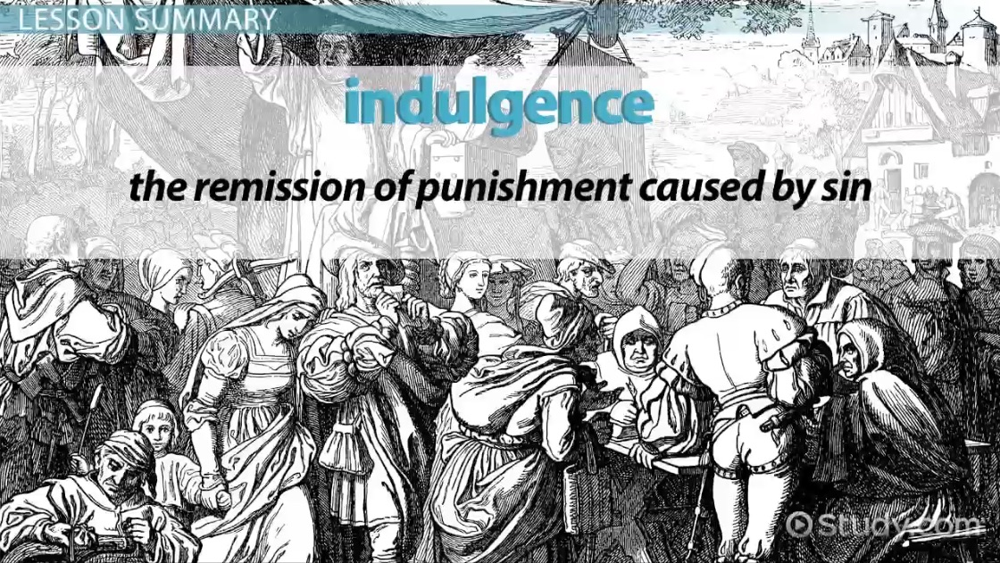 LESSON SUMMARY
indulgence
the remission of punishment caused by sin
Study.com